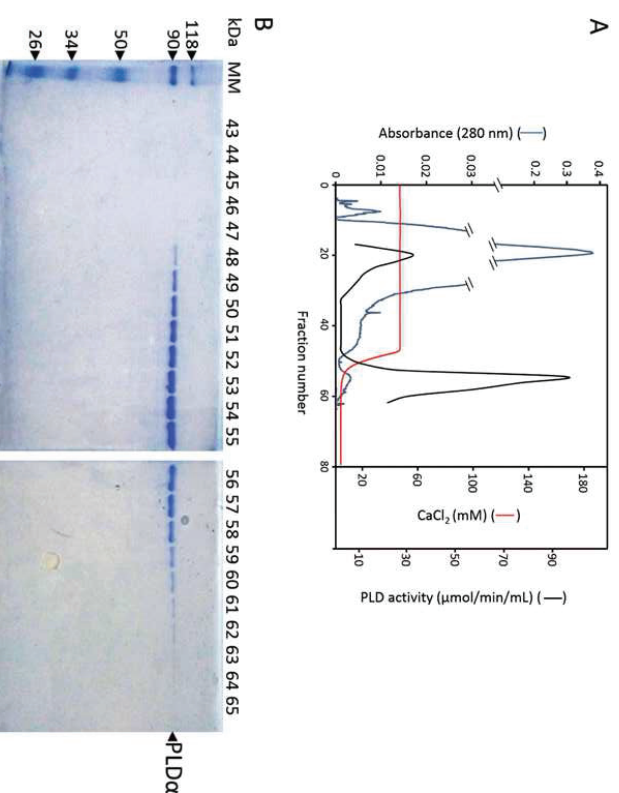 A
Absorbance (280 nm) (—)
0 0.01 0.02 0.03 0.2 0.3 0.4
0 20 40 60 80
Fraction number
20 60 100 140 180
CaCl₂ (mM) (—)
10 30 50 70 90
PLD activity (µmol/min/mL) (—)
B
kDa MM 43 44 45 46 47 48 49 50 51 52 53 54 55 56 57 58 59 60 61 62 63 64 65
118
90
50
34
26
PLDα